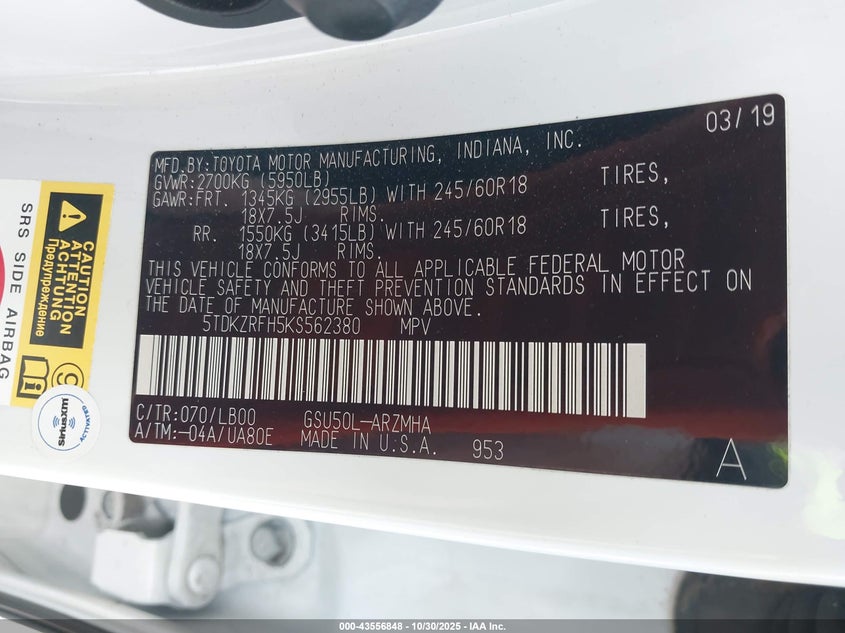 03/19
MFD.BY:TOYOTA MOTOR MANUFACTURING, INDIANA, INC.
GVWR:2700KG (5950LB)
GAWR:FRT. 1345KG (2955LB) WITH 245/60R18 TIRES,
18X7.5J RIMS.
RR. 1550KG (3415LB) WITH 245/60R18 TIRES,
18X7.5J RIMS.
THIS VEHICLE CONFORMS TO ALL APPLICABLE FEDERAL MOTOR
VEHICLE SAFETY AND THEFT PREVENTION STANDARDS IN EFFECT ON
THE DATE OF MANUFACTURE SHOWN ABOVE.
5TDKZRFH5KS562380 MPV
C/TR:070/LB00 GSU50L-ARZMHA
A/TM:-04A/UA80E MADE IN U.S.A. 953
A
SRS SIDE AIRBAG
CAUTION
ATTENTION
ACHTUNG
Предупреждение
siriusxm
000-43556848 - 10/30/2025 - IAA Inc.